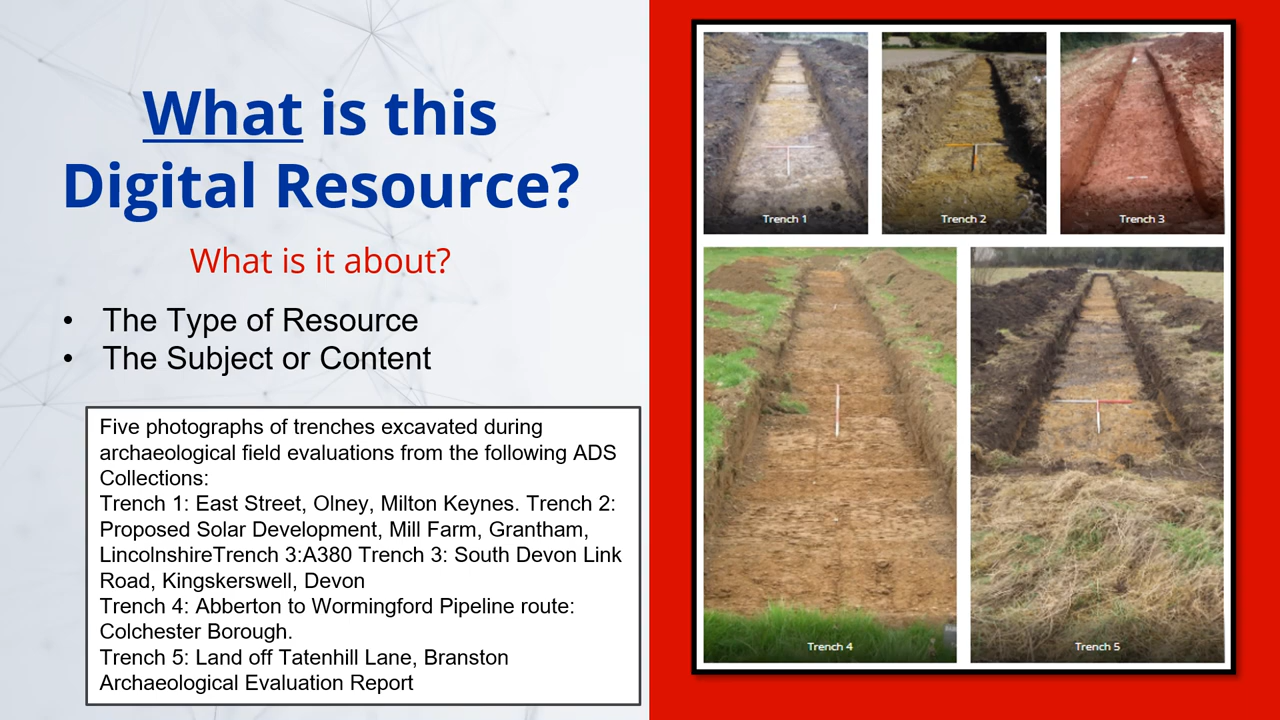 What is this
Digital Resource?
What is it about?
• The Type of Resource
• The Subject or Content
Five photographs of trenches excavated during
archaeological field evaluations from the following ADS
Collections:
Trench 1: East Street, Olney, Milton Keynes. Trench 2:
Proposed Solar Development, Mill Farm, Grantham,
LincolnshireTrench 3:A380 Trench 3: South Devon Link
Road, Kingskerswell, Devon
Trench 4: Abberton to Wormingford Pipeline route:
Colchester Borough.
Trench 5: Land off Tatenhill Lane, Branston
Archaeological Evaluation Report
Trench 1
Trench 2
Trench 3
Trench 4
Trench 5